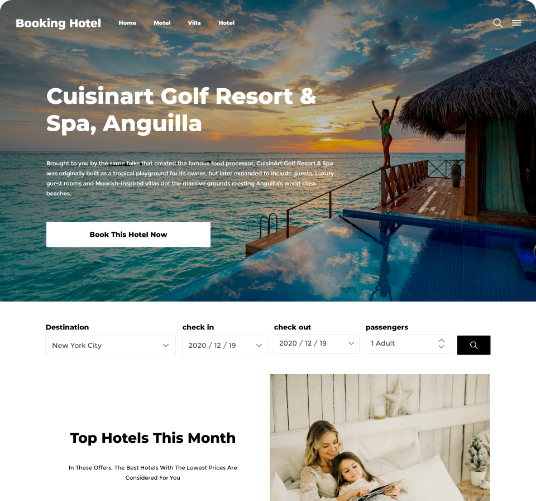 Booking Hotel Home Motel Villa Hotel
Cuisinart Golf Resort &
Spa, Anguilla
Brought to you by the same folks that created the famous food processor, CuisinArt Golf Resort & Spa
was originally built as a tropical playground for its owner, but later expanded to include guests. Luxury
guest rooms and Moorish-inspired villas dot the massive grounds cresting Anguilla's world class
beaches.
Book This Hotel Now
Destination check in check out passengers
New York City 2020 / 12 / 19 2020 / 12 / 19 1 Adult
Top Hotels This Month
In These Offers, The Best Hotels With The Lowest Prices Are
Considered For You